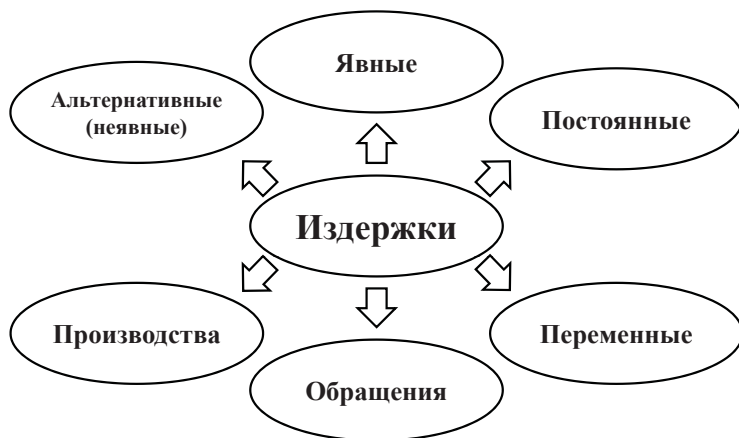 Явные
Альтернативные
(неявные)
Постоянные
Издержки
Производства
Переменные
Обращения